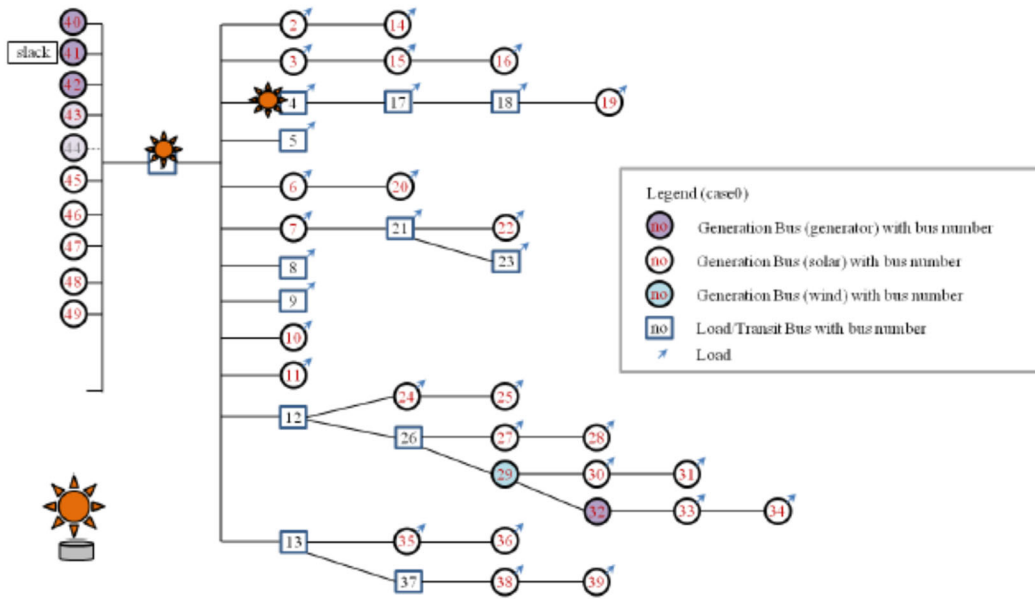 40
slack
41
42
43
44
45
46
47
48
49
2 14
3 15 16
4 17 18 19
5
6 20
7 21 22
23
8
9
10
11
24 25
12
26 27 28
29 30 31
32 33 34
13 35 36
37 38 39
Legend (case0)
no Generation Bus (generator) with bus number
no Generation Bus (solar) with bus number
no Generation Bus (wind) with bus number
no Load/Transit Bus with bus number
Load